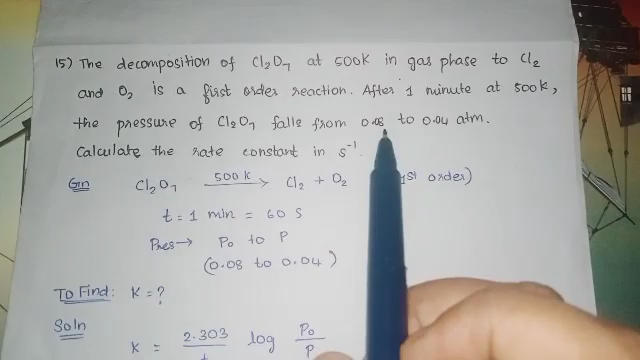 15) The decomposition of Cl₂O₇ at 500K in gas phase to Cl₂
and O₂ is a first order reaction. After 1 minute at 500K,
the pressure of Cl₂O₇ falls from 0.08 to 0.04 atm.
Calculate the rate constant in s⁻¹.
Gn Cl₂O₇ 500K → Cl₂ + O₂ 1st order)
t = 1 min = 60 s
Pres → P₀ to P
(0.08 to 0.04)
To Find: K = ?
Soln
K = 2.303 log P₀/P